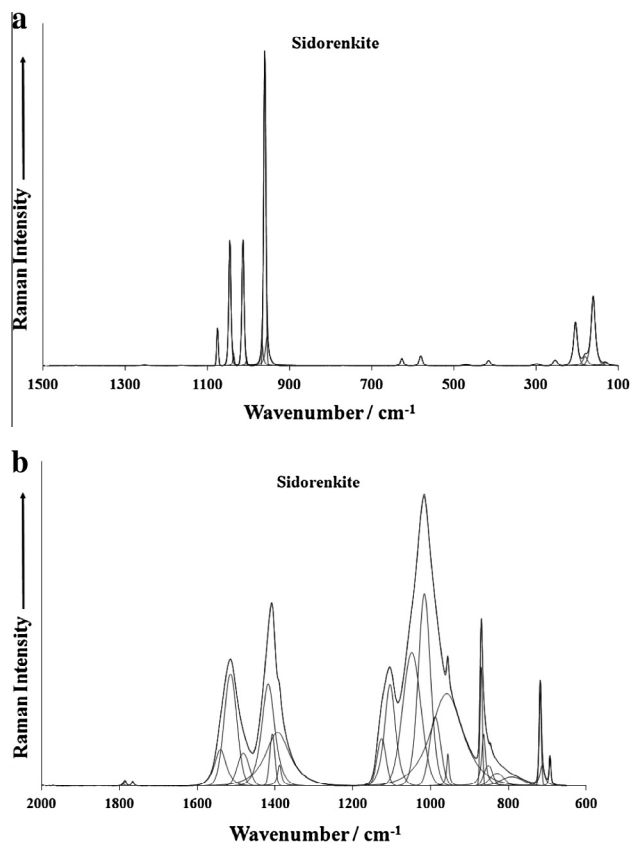 a
Sidorenkite
Raman Intensity
1500 1300 1100 900 700 500 300 100
Wavenumber / cm-1
b
Sidorenkite
Raman Intensity
2000 1800 1600 1400 1200 1000 800 600
Wavenumber / cm-1